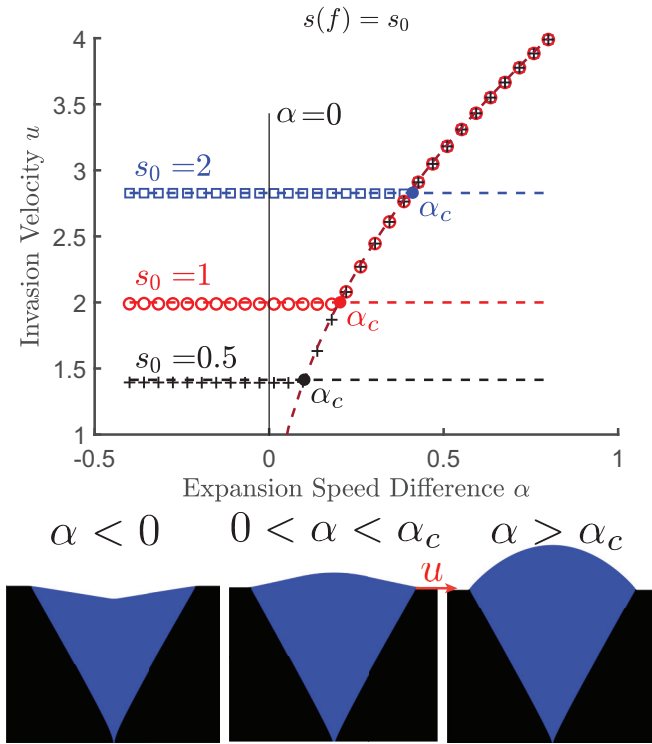 s(f) = s₀
4
3.5
3
2.5
2
1.5
1
Invasion Velocity u
α=0
s₀ =2
α_c
s₀ =1
α_c
s₀ =0.5
α_c
-0.5 0 0.5 1
Expansion Speed Difference α
α < 0 0 < α < α_c α > α_c
u